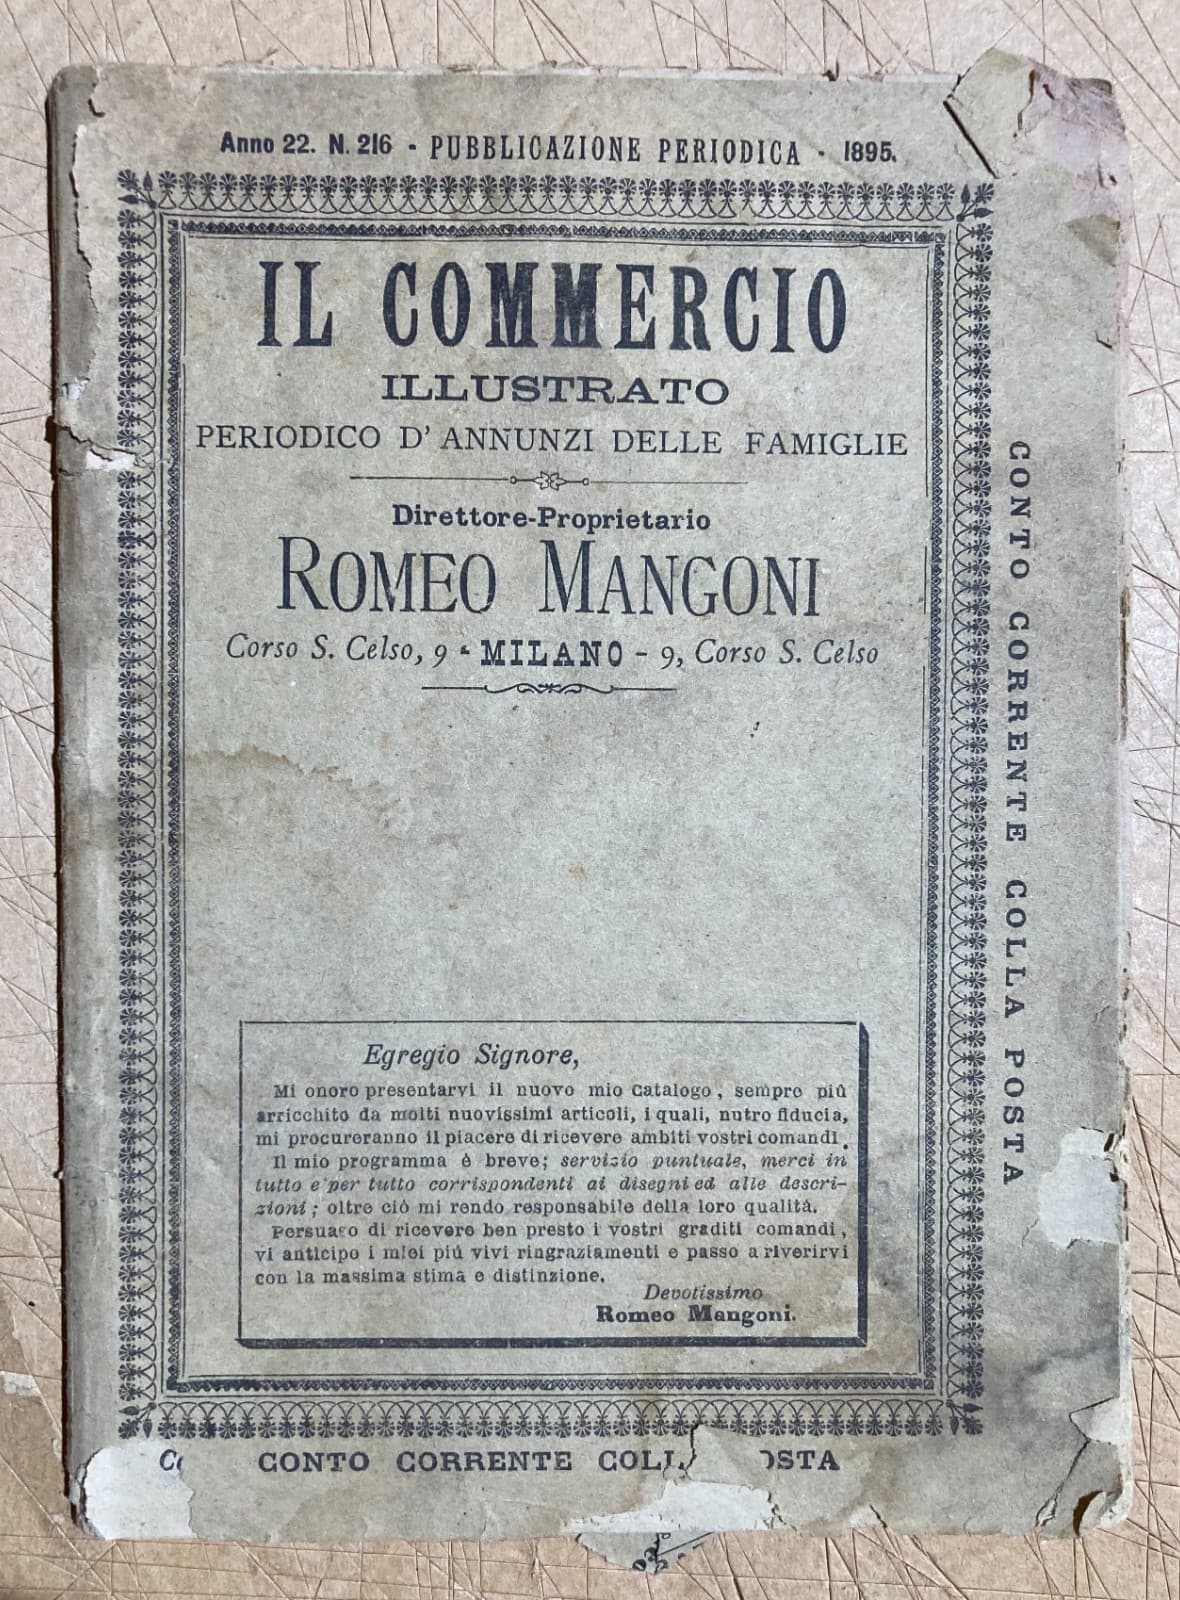 Anno 22. N. 216 - PUBBLICAZIONE PERIODICA - 1895.
IL COMMERCIO
ILLUSTRATO
PERIODICO D' ANNUNZI DELLE FAMIGLIE
Direttore-Proprietario
ROMEO MANGONI
Corso S. Celso, 9 - MILANO - 9, Corso S. Celso
Egregio Signore,
Mi onoro presentarvi il nuovo mio Catalogo, sempre più
arricchito da molti nuovissimi articoli, i quali, nutro fiducia,
mi procureranno il piacere di ricevere ambiti vostri comandi.
Il mio programma è breve; servizio puntuale, merci in
tutto e per tutto corrispondenti ai disegni ed alle descri-
zioni; oltre ciò mi rendo responsabile della loro qualità.
Persuaso di ricevere ben presto i vostri graditi comandi,
vi anticipo i miei più vivi ringraziamenti e passo a riverirvi
con la massima stima e distinzione.
Devotissimo
Romeo Mangoni.
CONTO CORRENTE COLLA POSTA
CONTO CORRENTE